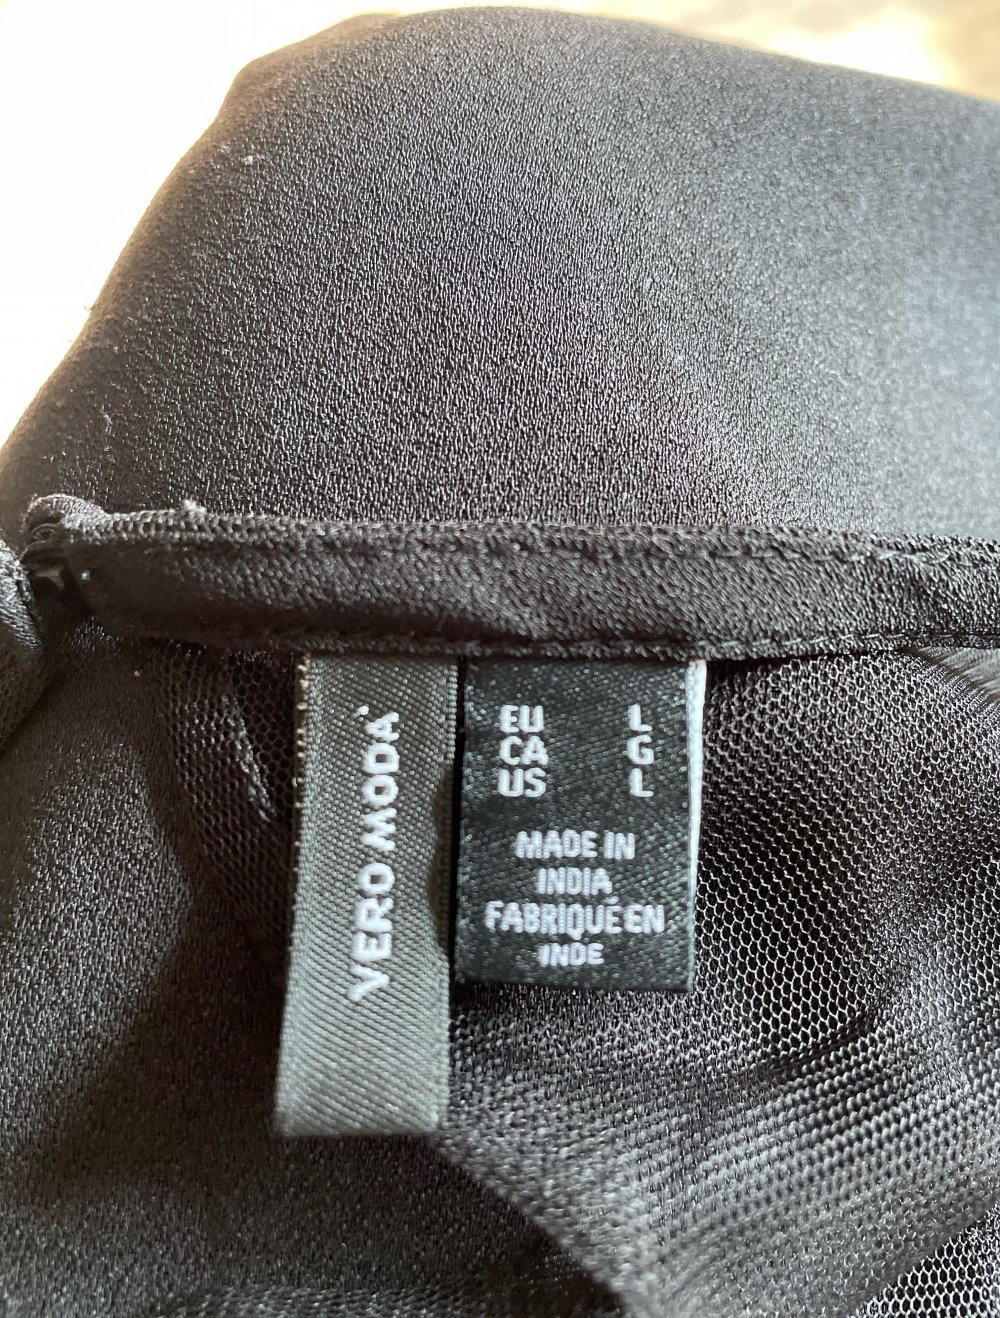 VERO MODA
EU L
CA G
US L
MADE IN
INDIA
FABRIQUÉ EN
INDE